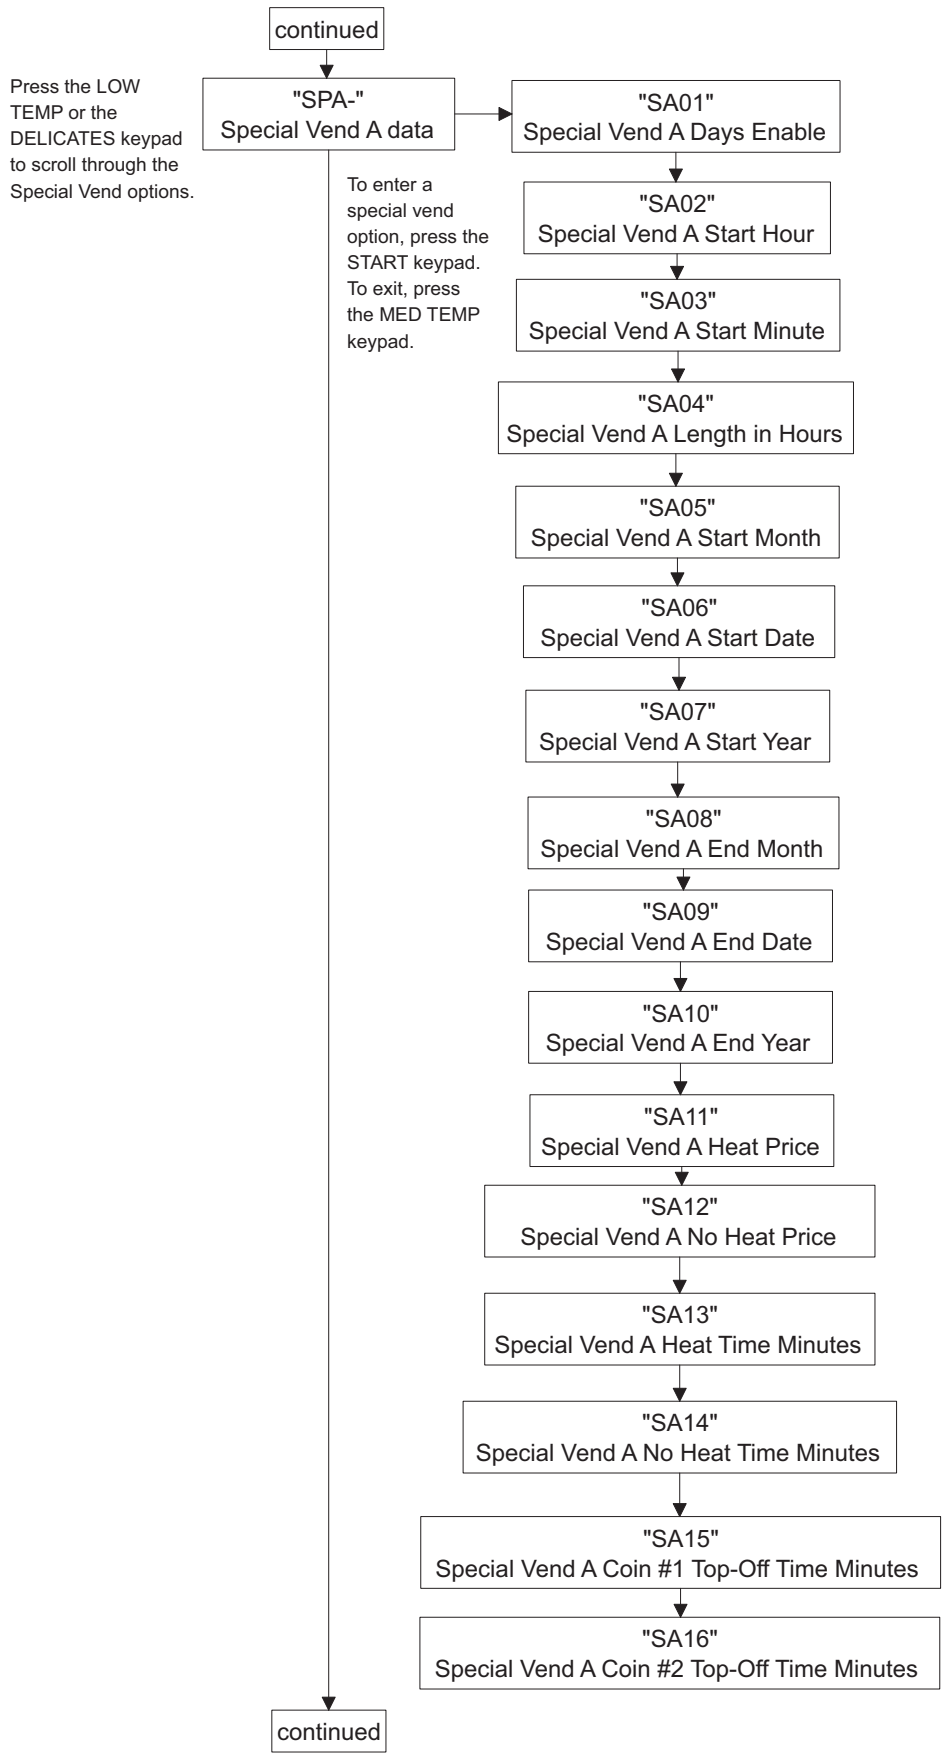 continued
Press the LOW
TEMP or the
DELICATES keypad
to scroll through the
Special Vend options.
"SPA-"
Special Vend A data
To enter a
special vend
option, press the
START keypad.
To exit, press
the MED TEMP
keypad.
"SA01"
Special Vend A Days Enable
"SA02"
Special Vend A Start Hour
"SA03"
Special Vend A Start Minute
"SA04"
Special Vend A Length in Hours
"SA05"
Special Vend A Start Month
"SA06"
Special Vend A Start Date
"SA07"
Special Vend A Start Year
"SA08"
Special Vend A End Month
"SA09"
Special Vend A End Date
"SA10"
Special Vend A End Year
"SA11"
Special Vend A Heat Price
"SA12"
Special Vend A No Heat Price
"SA13"
Special Vend A Heat Time Minutes
"SA14"
Special Vend A No Heat Time Minutes
"SA15"
Special Vend A Coin #1 Top-Off Time Minutes
"SA16"
Special Vend A Coin #2 Top-Off Time Minutes
continued